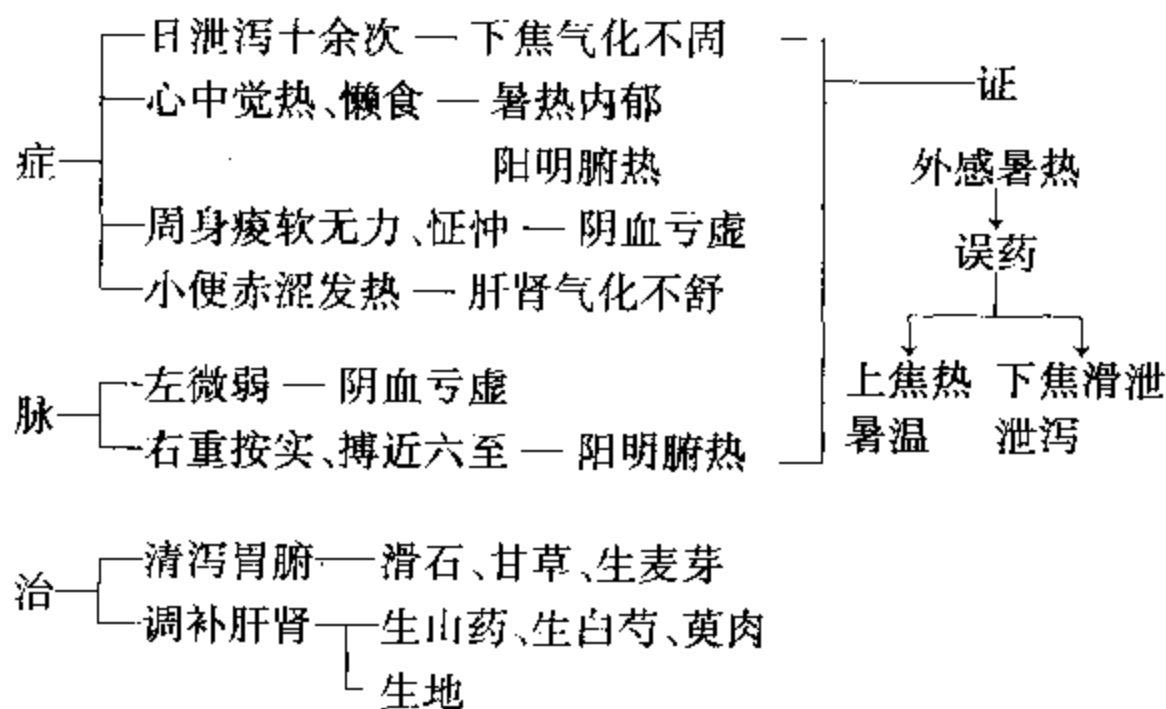 日泄泻十余次 — 下焦气化不周
证
心中觉热、懒食 — 暑热内郁
症
阳明腑热
外感暑热
周身痠软无力、怔忡 — 阴血亏虚
误药
小便赤涩发热 — 肝肾气化不舒
左微弱 — 阴血亏虚
上焦热 下焦滑泄
脉
右重按实、搏近六至 — 阳明腑热
暑温 泄泻
清泻胃腑 — 滑石、甘草、生麦芽
治
调补肝肾 — 生山药、生白芍、萸肉
生地